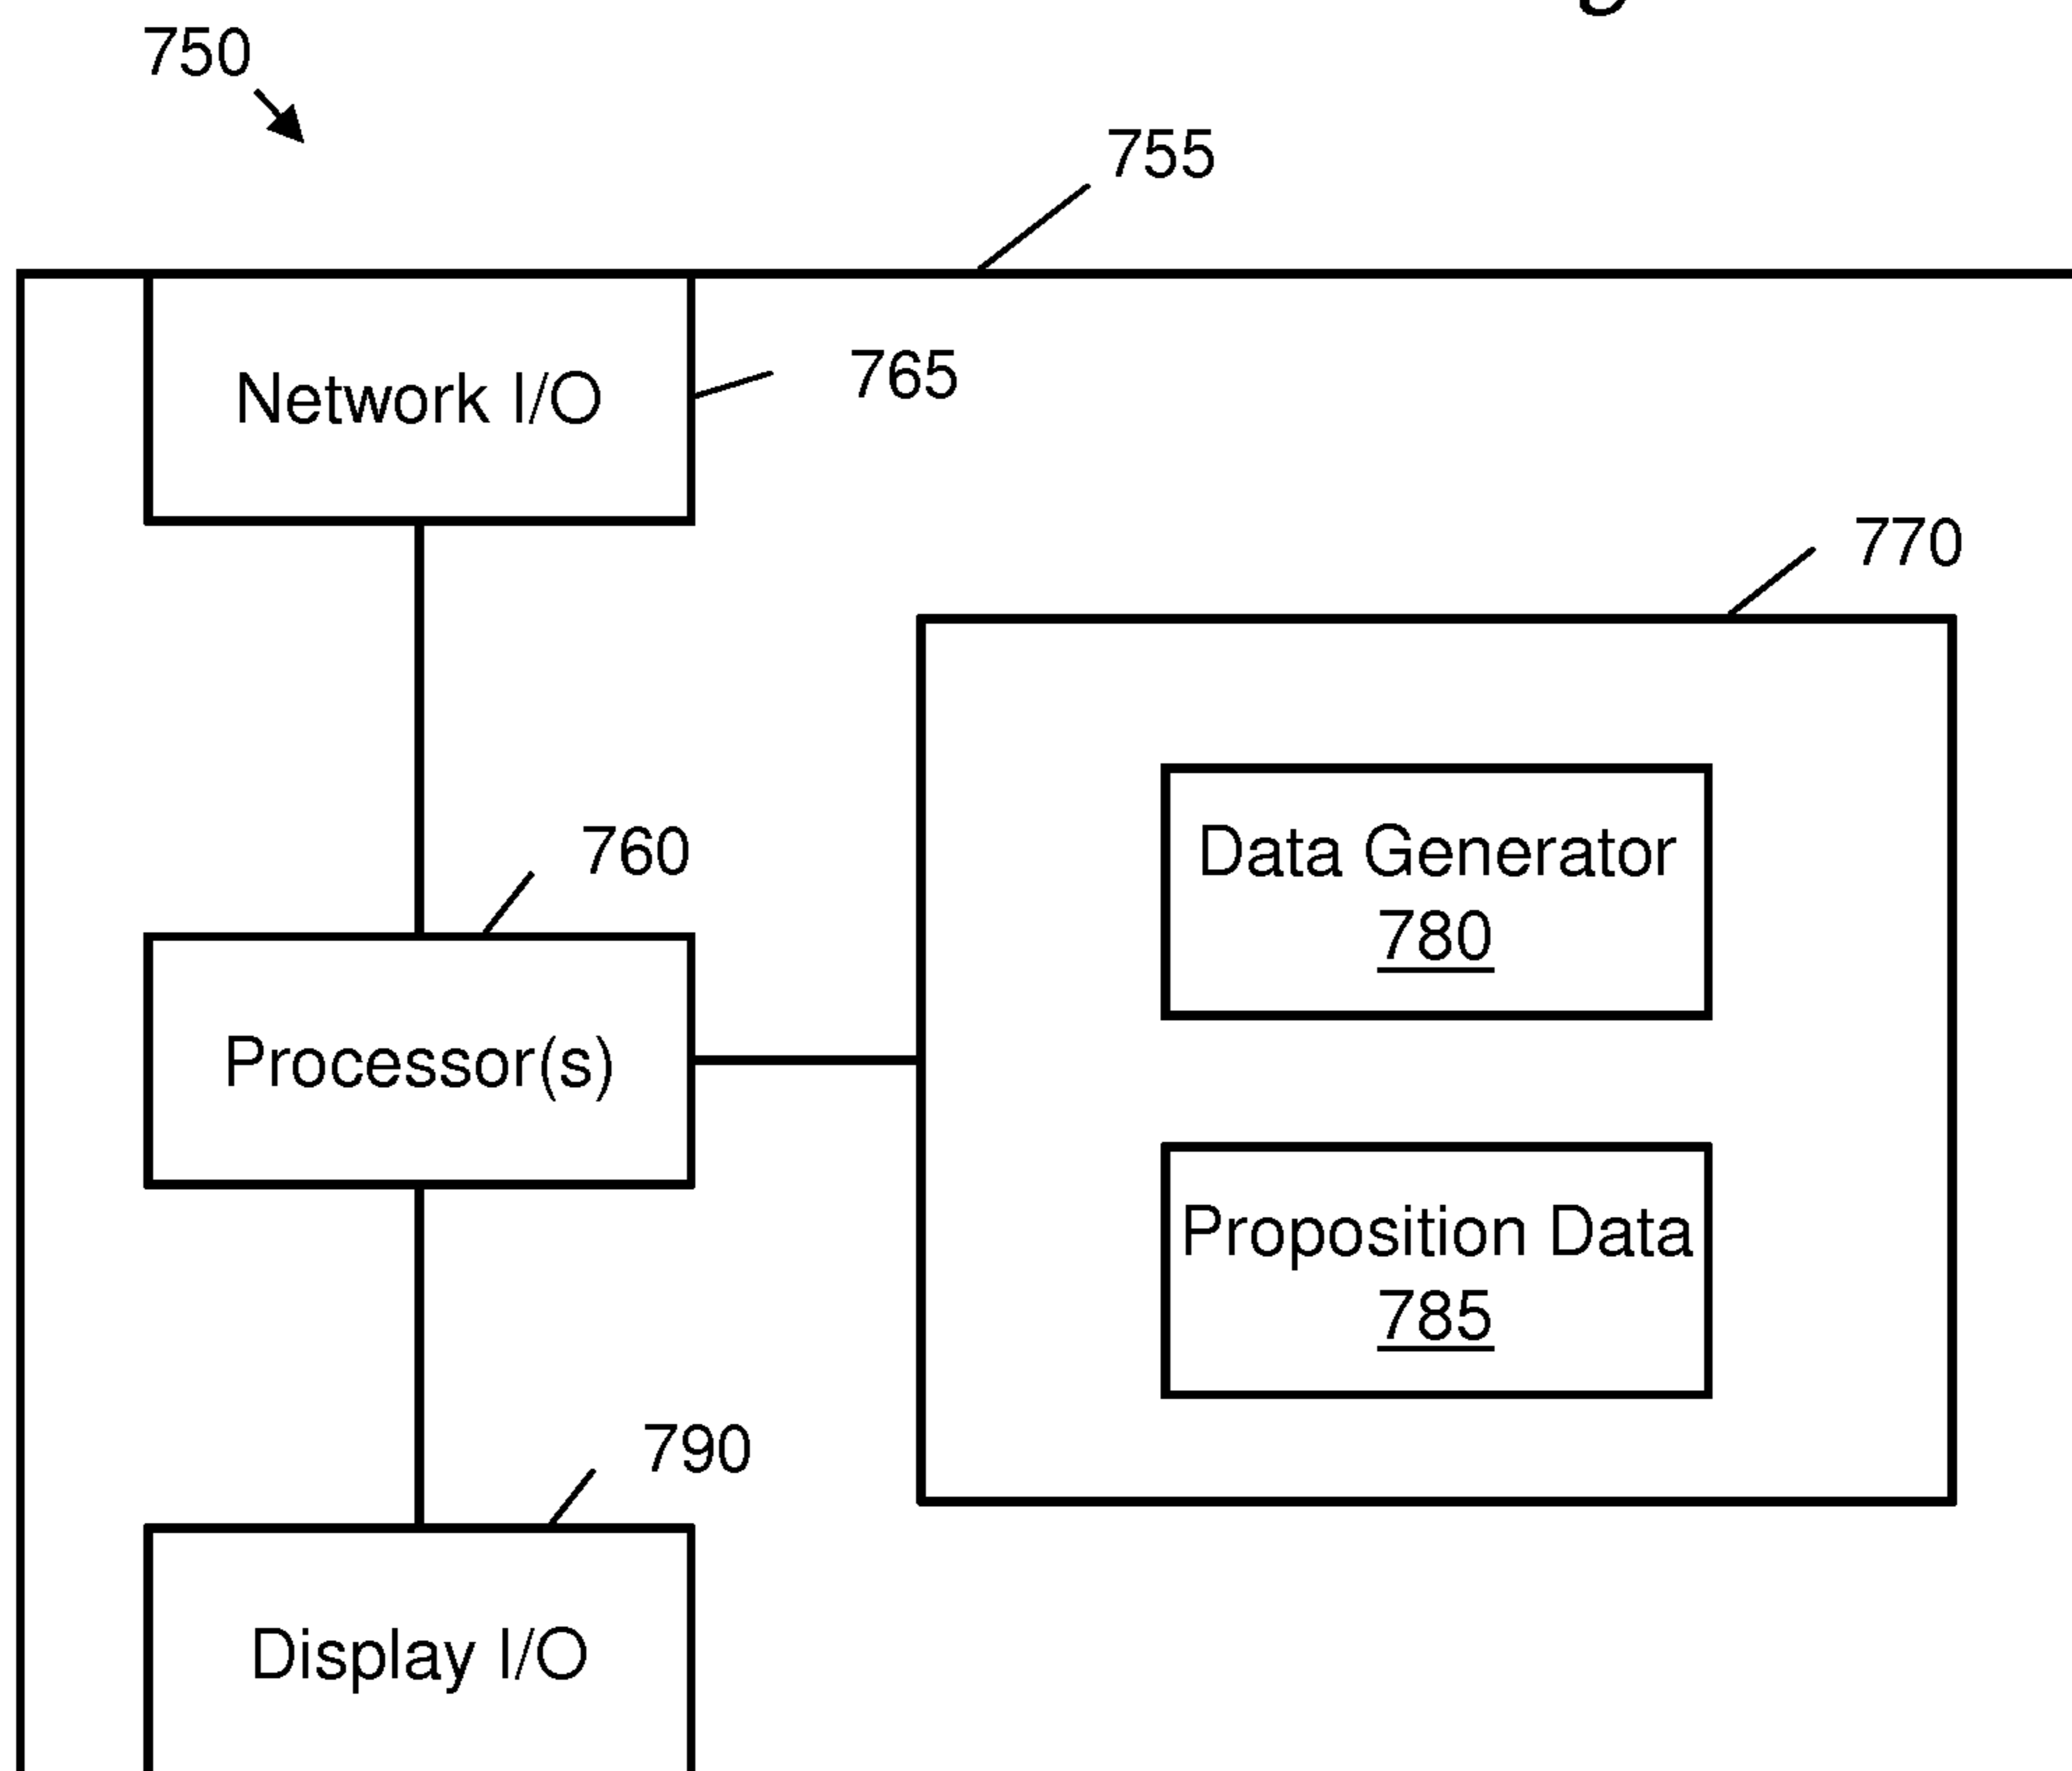 750
755
Network I/O
765
770
760
Data Generator
780
Processor(s)
Proposition Data
785
790
Display I/O